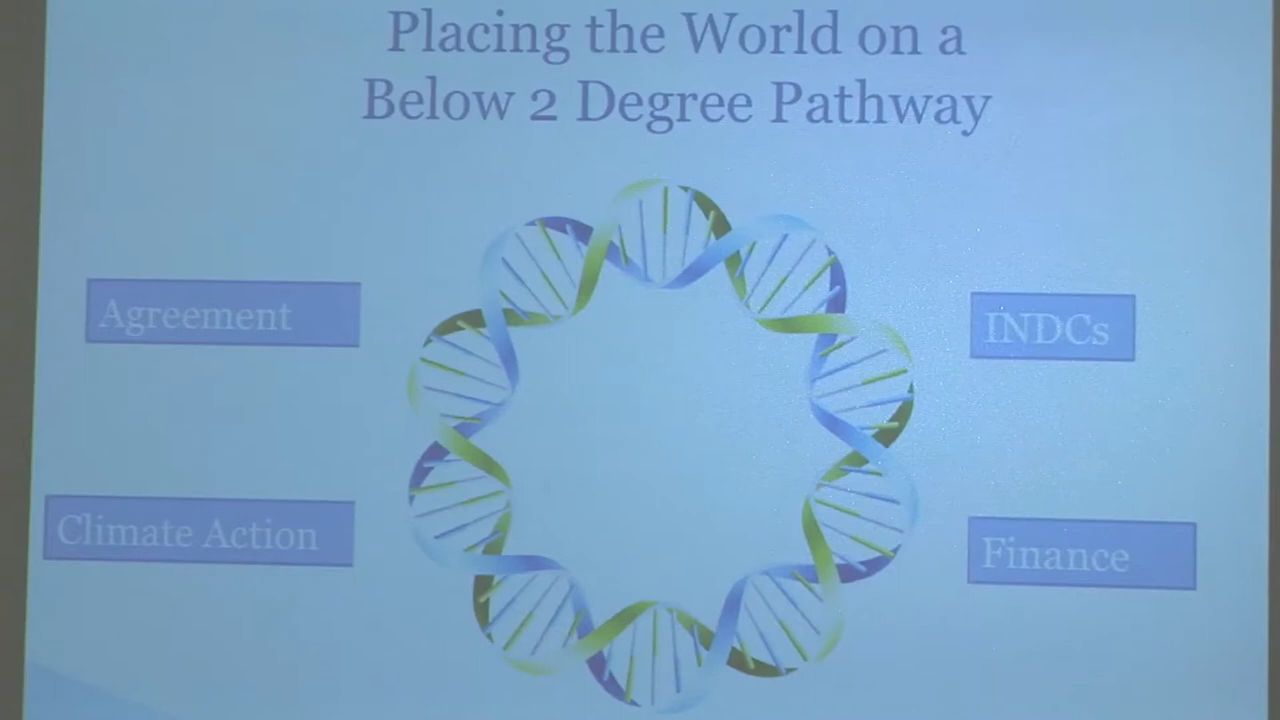 Placing the World on a
Below 2 Degree Pathway
Agreement
INDCs
Climate Action
Finance